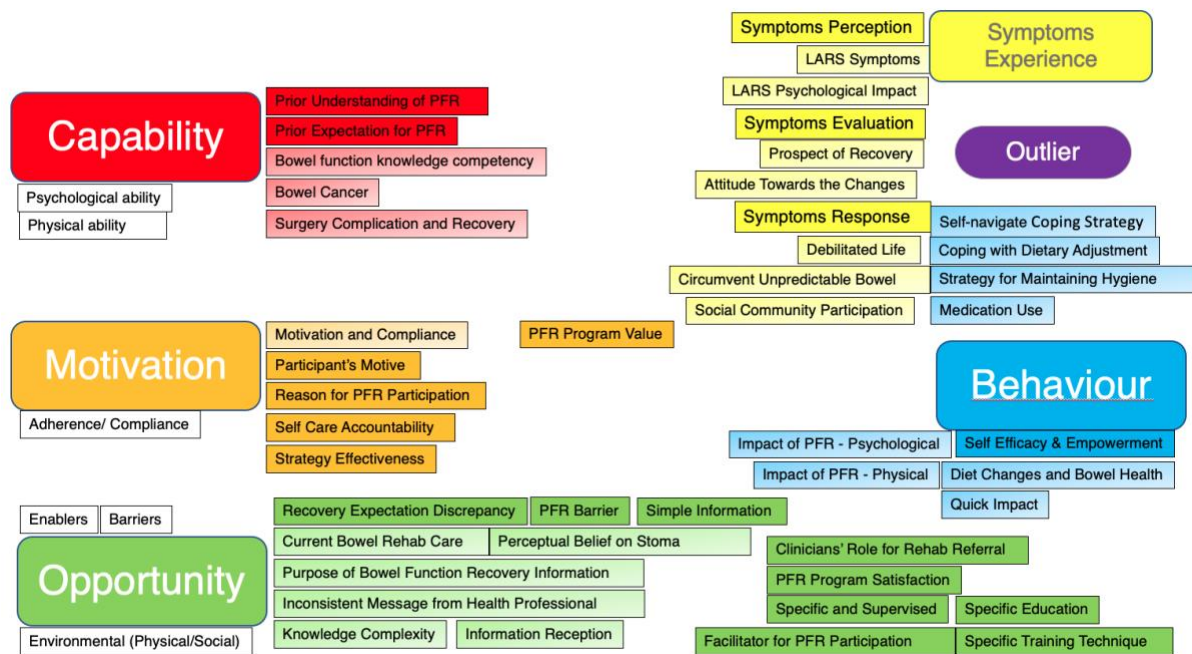 Symptoms Perception
LARS Symptoms
LARS Psychological Impact
Symptoms Evaluation
Prospect of Recovery
Attitude Towards the Changes
Symptoms Response
Debilitated Life
Circumvent Unpredictable Bowel
Social Community Participation
Symptoms
Experience
Outlier
Self-navigate Coping Strategy
Coping with Dietary Adjustment
Strategy for Maintaining Hygiene
Medication Use
Capability
Psychological ability
Physical ability
Prior Understanding of PFR
Prior Expectation for PFR
Bowel function knowledge competency
Bowel Cancer
Surgery Complication and Recovery
Motivation
Adherence/ Compliance
Motivation and Compliance
PFR Program Value
Participant's Motive
Reason for PFR Participation
Self Care Accountability
Strategy Effectiveness
Behaviour
Impact of PFR - Psychological
Self Efficacy & Empowerment
Impact of PFR - Physical
Diet Changes and Bowel Health
Quick Impact
Enablers
Barriers
Opportunity
Environmental (Physical/Social)
Recovery Expectation Discrepancy
PFR Barrier
Simple Information
Current Bowel Rehab Care
Perceptual Belief on Stoma
Purpose of Bowel Function Recovery Information
Inconsistent Message from Health Professional
Knowledge Complexity
Information Reception
Clinicians' Role for Rehab Referral
PFR Program Satisfaction
Specific and Supervised
Specific Education
Facilitator for PFR Participation
Specific Training Technique